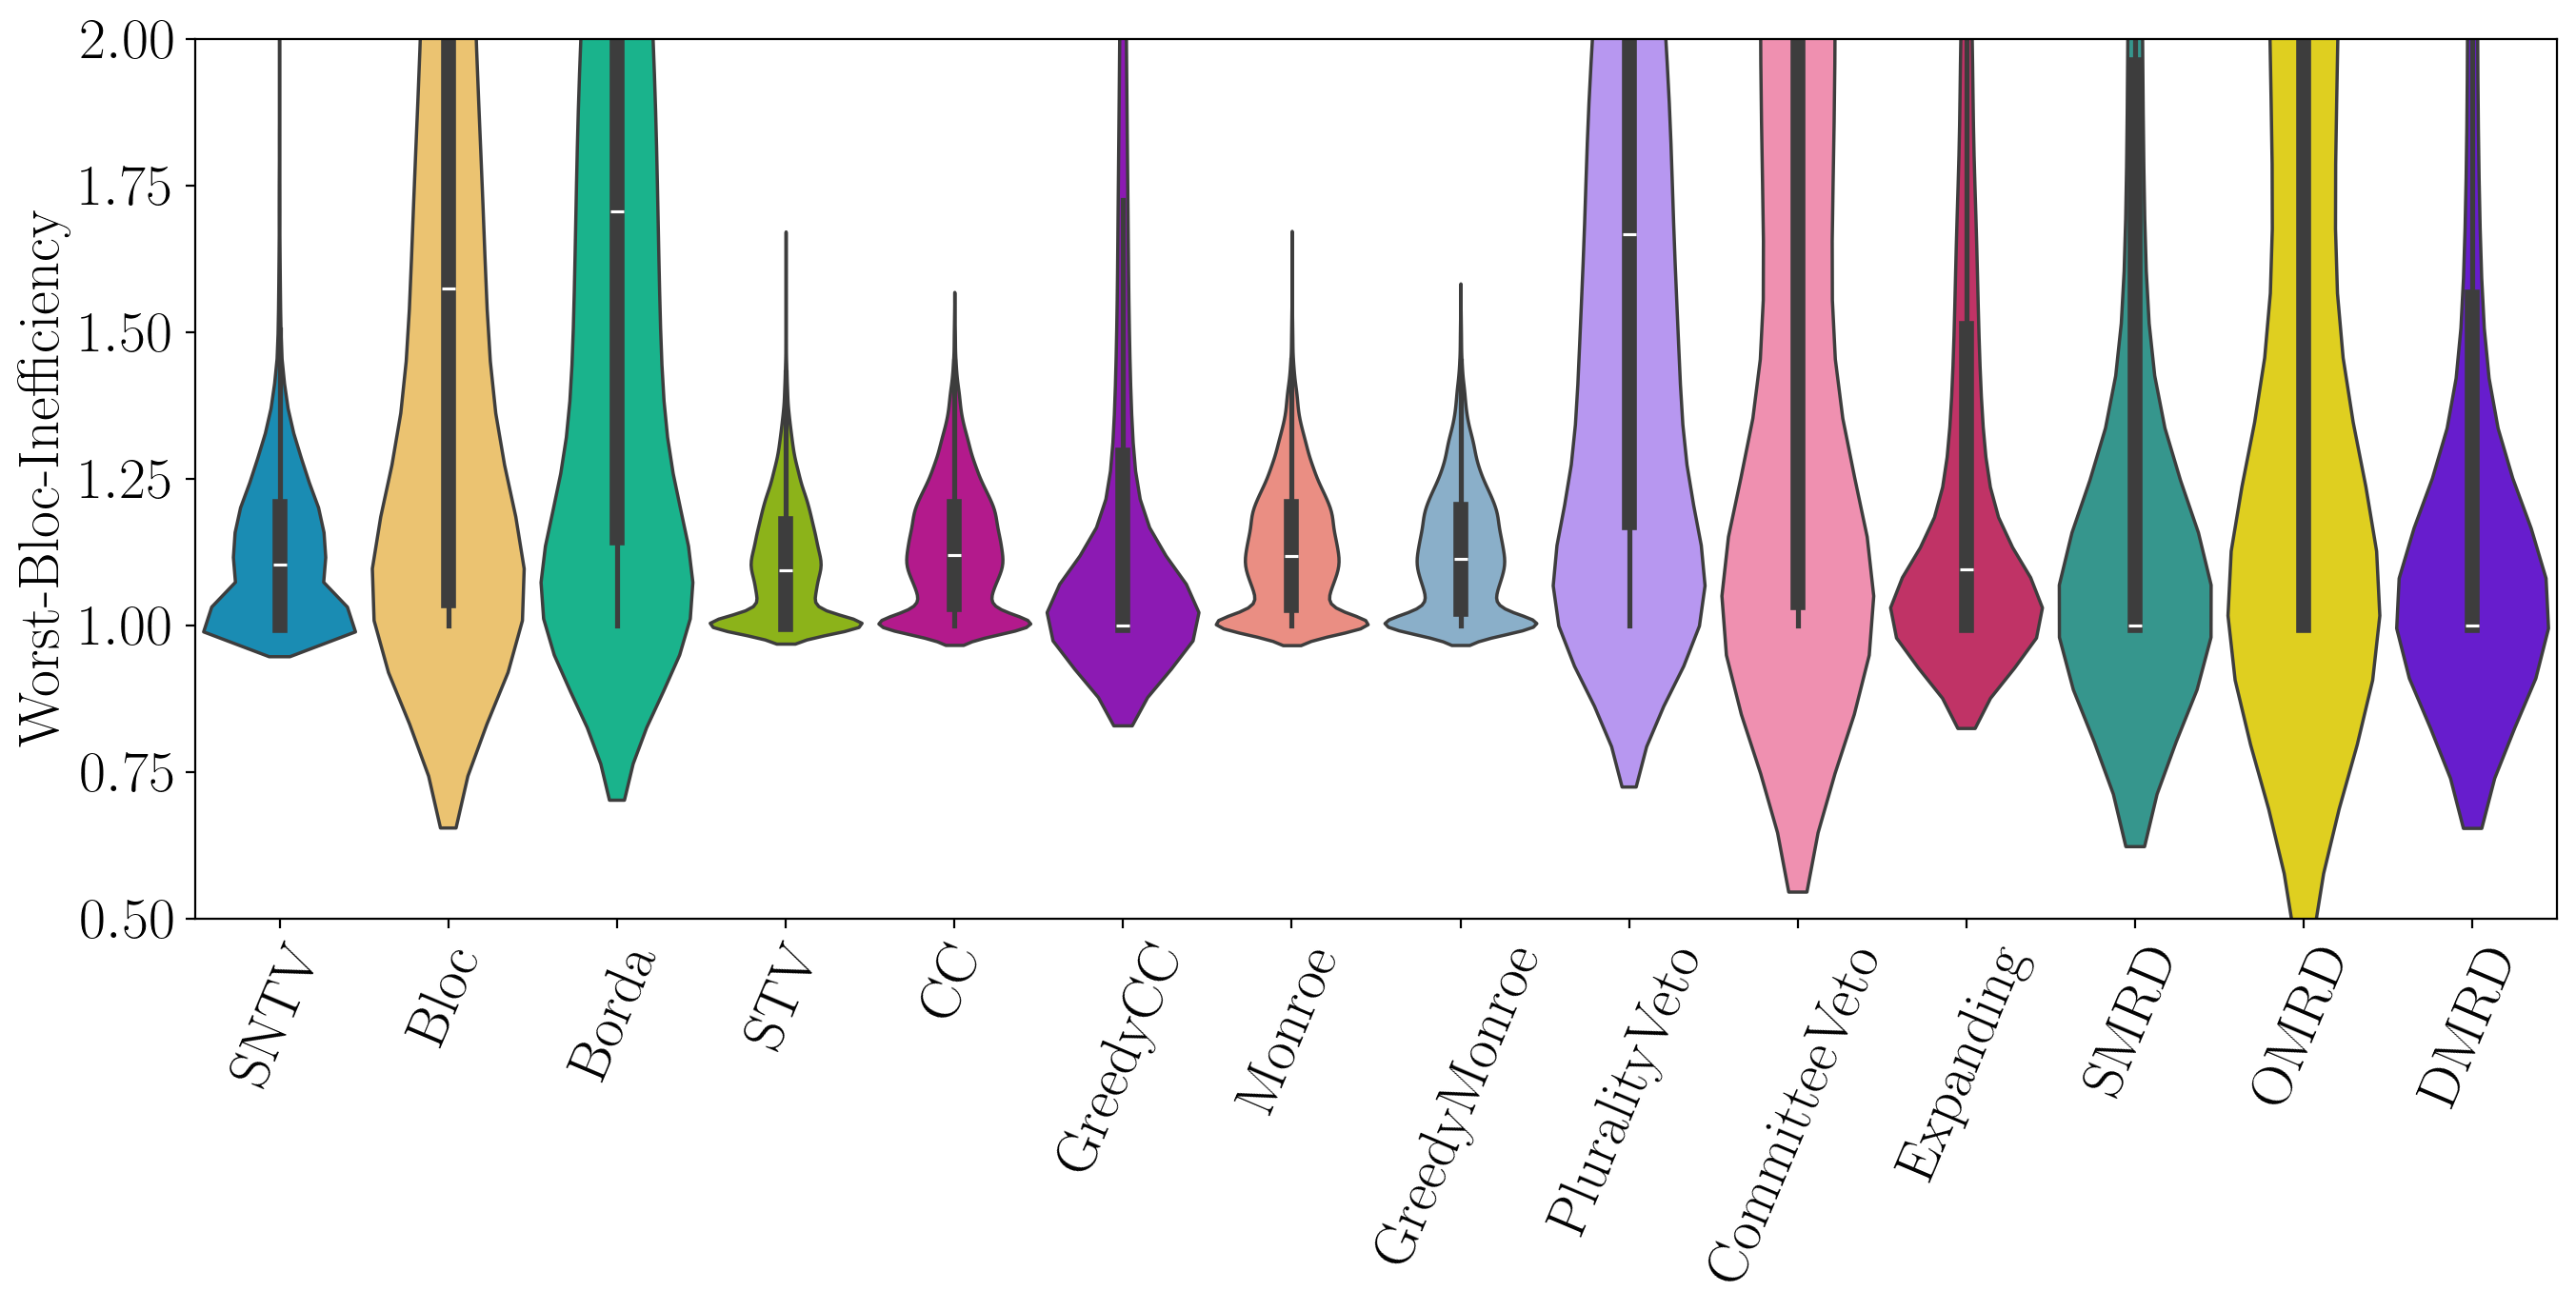 Worst-Bloc-Inefficiency
2.00
1.75
1.50
1.25
1.00
0.75
0.50
SNTV
Bloc
Borda
STV
CC
GreedyCC
Monroe
GreedyMonroe
PluralityVeto
CommitteeVeto
Expanding
SMRD
OMRD
DMRD